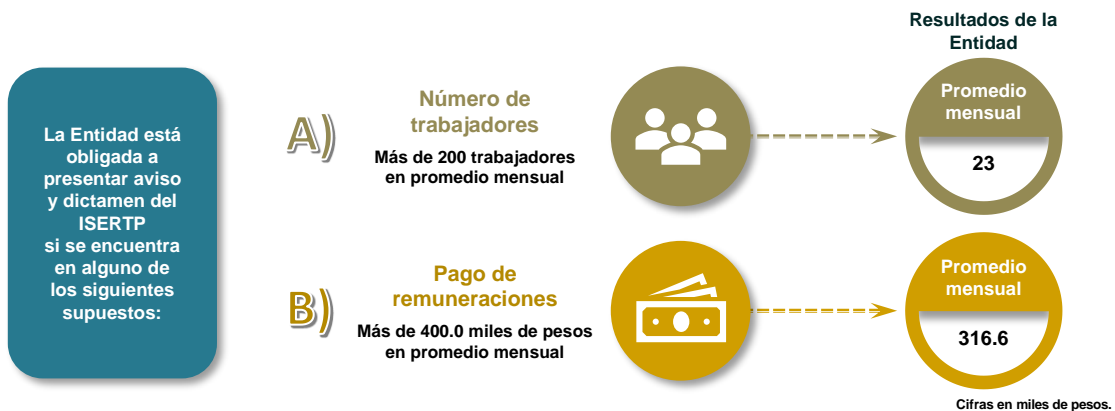 La Entidad está
obligada a
presentar aviso
y dictamen del
ISERTP
si se encuentra
en alguno de
los siguientes
supuestos:
A)
Número de
trabajadores
Más de 200 trabajadores
en promedio mensual
Resultados de la
Entidad
Promedio
mensual
23
B)
Pago de
remuneraciones
Más de 400.0 miles de pesos
en promedio mensual
Promedio
mensual
316.6
Cifras en miles de pesos.